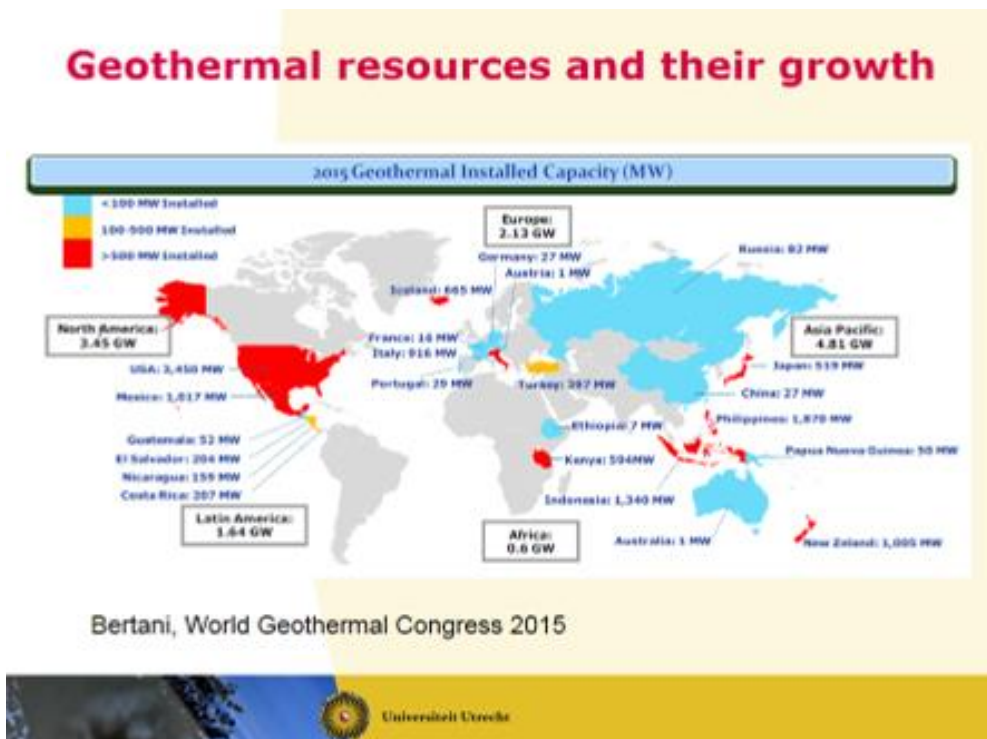 Geothermal resources and their growth
2015 Geothermal Installed Capacity (MW)
<100 MW Installed
100-500 MW Installed
>500 MW Installed
Europe:
2.13 GW
Germany: 27 MW
Austria: 1 MW
Russia: 82 MW
Iceland: 665 MW
North America:
3.45 GW
France: 16 MW
Italy: 916 MW
Portugal: 29 MW
Turkey: 397 MW
Asia Pacific:
4.81 GW
USA: 3,450 MW
Mexico: 1,017 MW
Japan: 519 MW
China: 27 MW
Philippines: 1,870 MW
Guatemala: 52 MW
El Salvador: 204 MW
Nicaragua: 159 MW
Costa Rica: 207 MW
Ethiopia: 7 MW
Kenya: 594MW
Papua Nuova Guinea: 50 MW
Indonesia: 1,340 MW
Latin America:
1.64 GW
Africa:
0.6 GW
Australia: 1 MW
New Zeland: 1,005 MW
Bertani, World Geothermal Congress 2015
Universiteit Utrecht